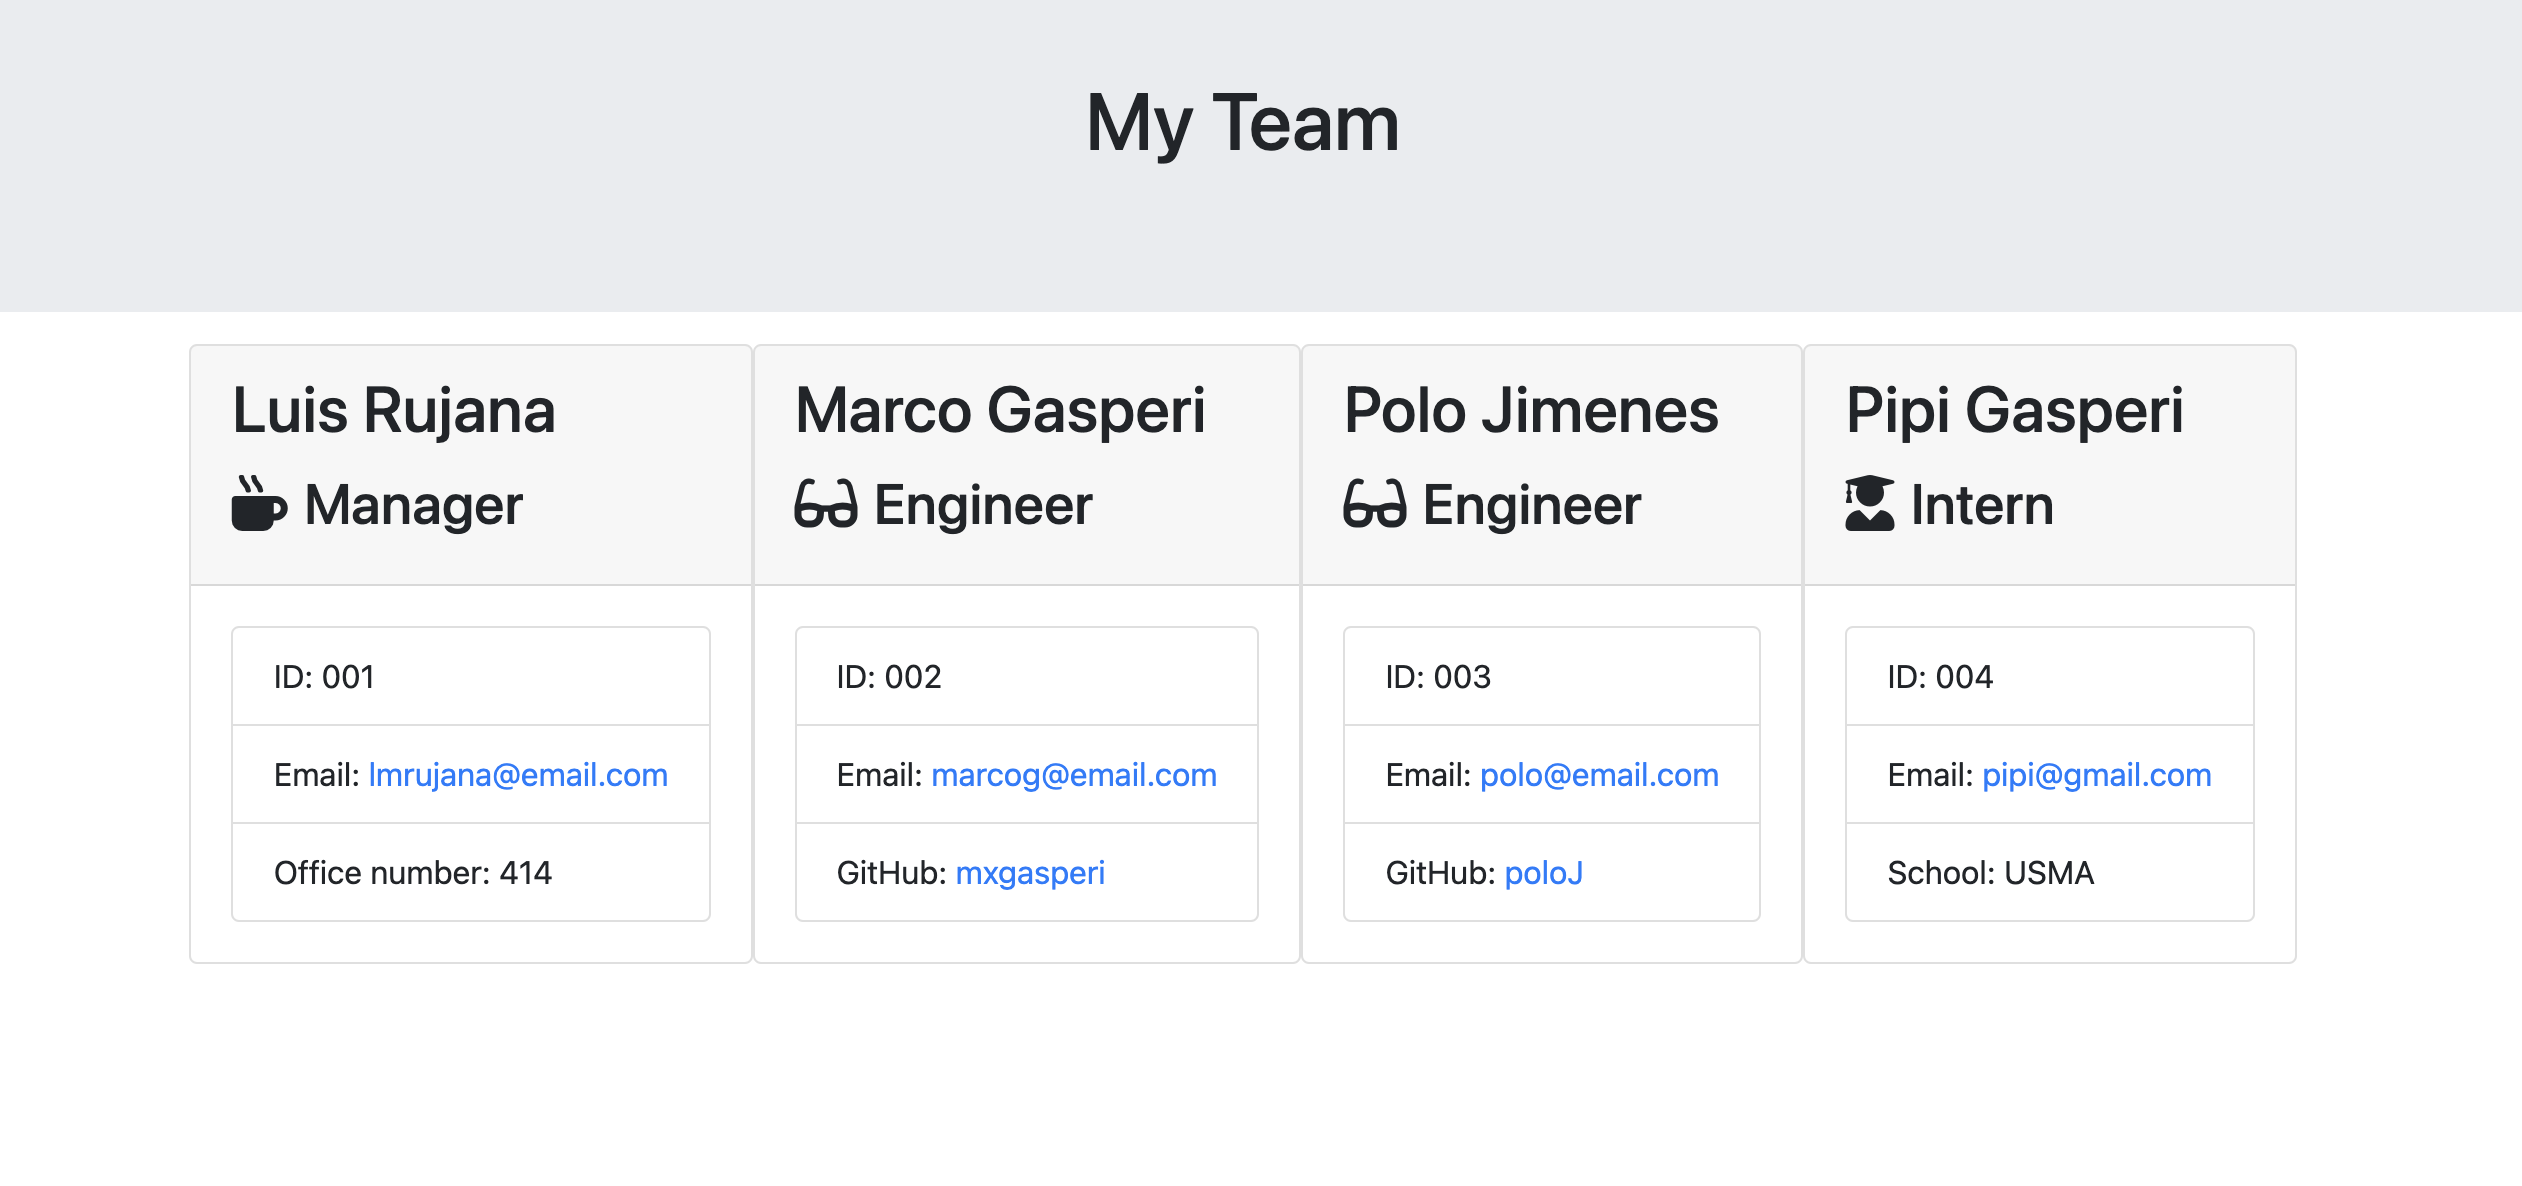 My Team
Luis Rujana
Manager
ID: 001
Email: lmrujana@email.com
Office number: 414
Marco Gasperi
Engineer
ID: 002
Email: marcog@email.com
GitHub: mxgasperi
Polo Jimenes
Engineer
ID: 003
Email: polo@email.com
GitHub: poloJ
Pipi Gasperi
Intern
ID: 004
Email: pipi@gmail.com
School: USMA